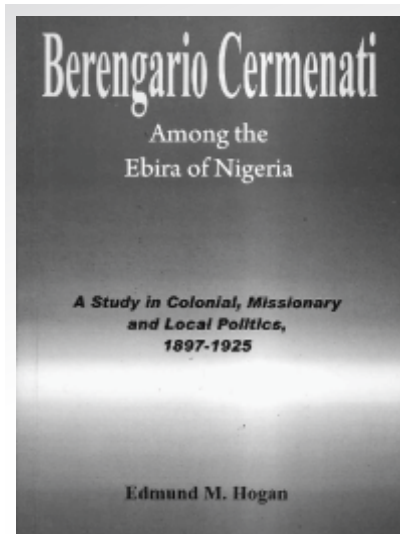 Berengario Cermenati
Among the
Ebira of Nigeria
A Study in Colonial, Missionary
and Local Politics,
1897-1925
Edmund M. Hogan